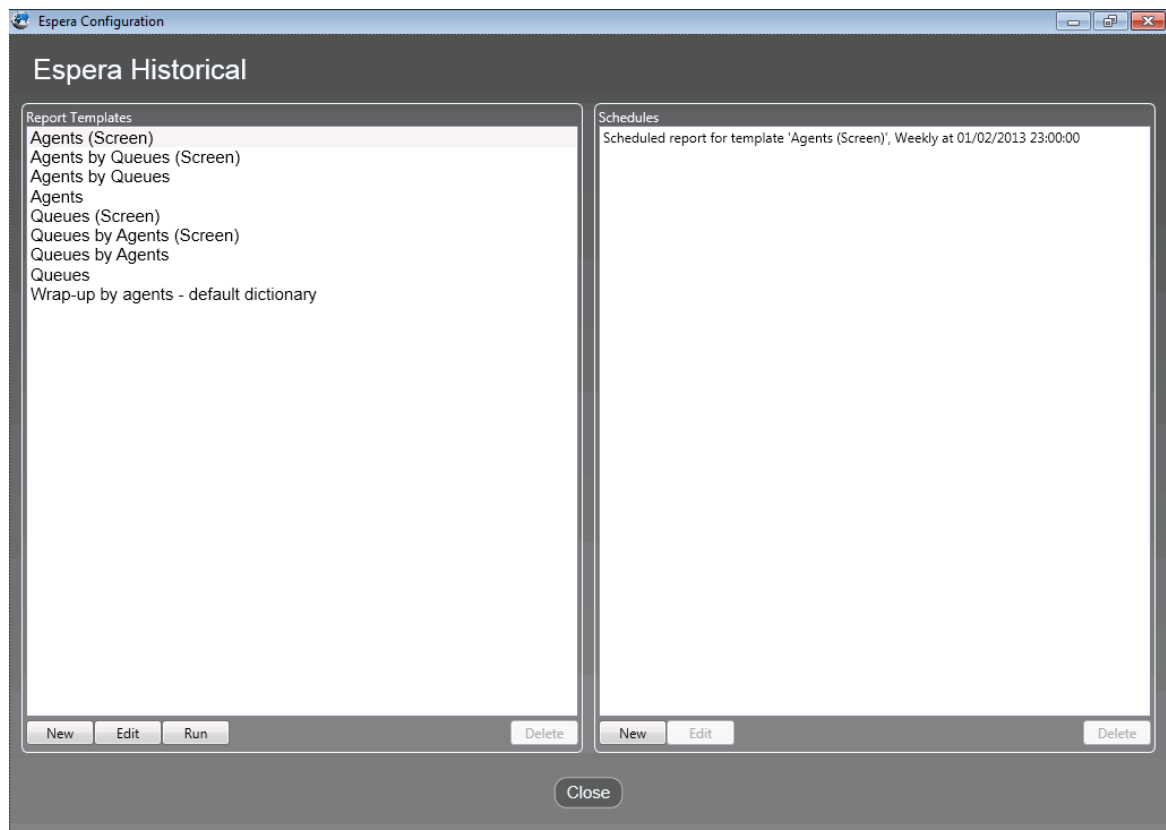 Espera Configuration
Espera Historical
Report Templates
Agents (Screen)
Agents by Queues (Screen)
Agents by Queues
Agents
Queues (Screen)
Queues by Agents (Screen)
Queues by Agents
Queues
Wrap-up by agents - default dictionary
New Edit Run Delete
Schedules
Scheduled report for template 'Agents (Screen)', Weekly at 01/02/2013 23:00:00
New Edit Delete
Close